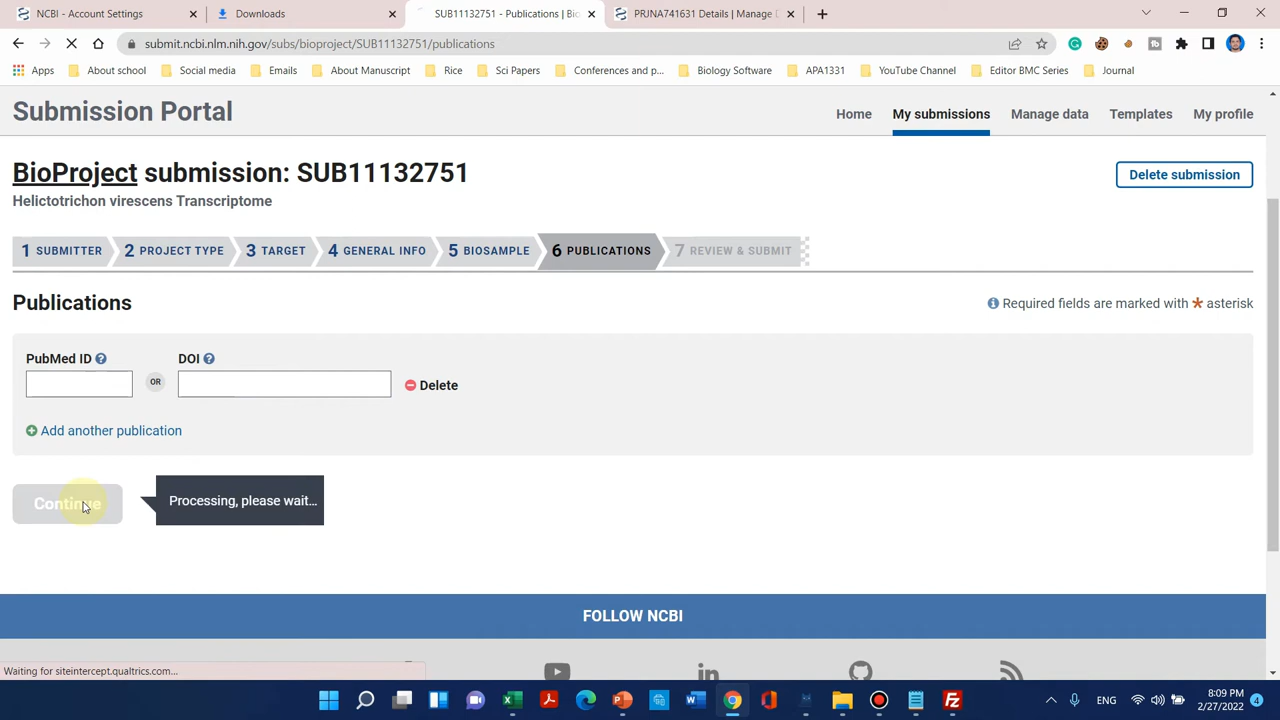 NCBI - Account Settings
Downloads
SUB11132751 - Publications | Bio
PRJNA741631 Details | Manage D
submit.ncbi.nlm.nih.gov/subs/bioproject/SUB11132751/publications
Apps
About school
Social media
Emails
About Manuscript
Rice
Sci Papers
Conferences and p...
Biology Software
APA1331
YouTube Channel
Editor BMC Series
Journal
Submission Portal
Home
My submissions
Manage data
Templates
My profile
BioProject submission: SUB11132751
Delete submission
Helictotrichon virescens Transcriptome
1 SUBMITTER
2 PROJECT TYPE
3 TARGET
4 GENERAL INFO
5 BIOSAMPLE
6 PUBLICATIONS
7 REVIEW & SUBMIT
Publications
Required fields are marked with * asterisk
PubMed ID
DOI
OR
Delete
Add another publication
Continue
Processing, please wait...
FOLLOW NCBI
Waiting for siteintercept.qualtrics.com...
ENG
8:09 PM
2/27/2022
4